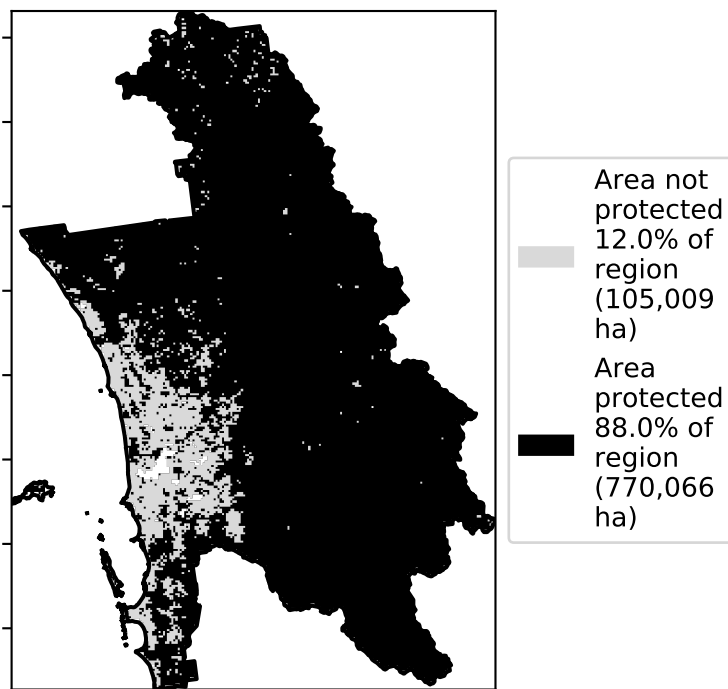 Area not
protected
12.0% of
region
(105,009
ha)
Area
protected
88.0% of
region
(770,066
ha)